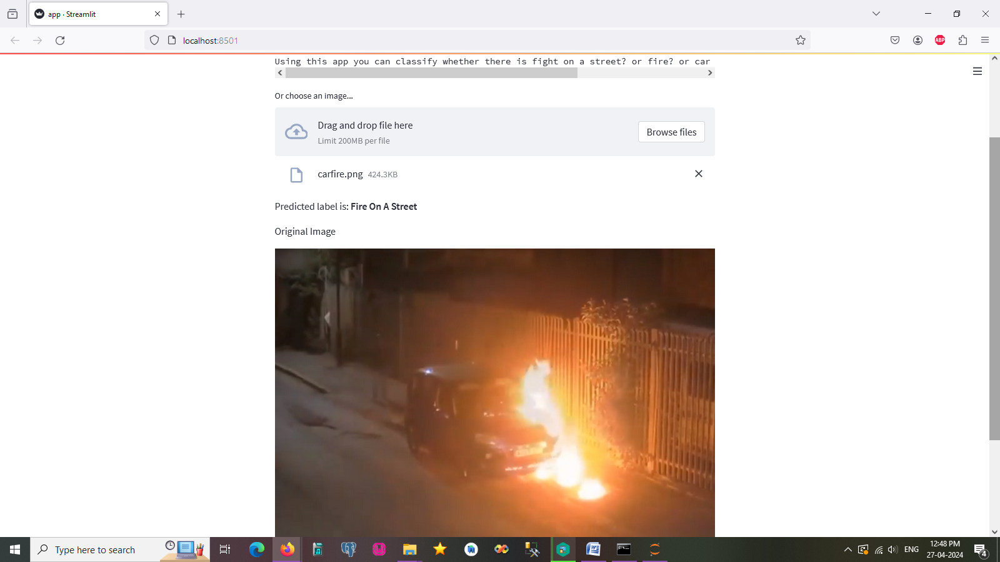 app · Streamlit
localhost:8501
ABP
Using this app you can classify whether there is fight on a street? or fire? or car
Or choose an image...
Drag and drop file here
Limit 200MB per file
Browse files
carfire.png 424.3KB
Predicted label is: Fire On A Street
Original Image
Type here to search
ENG
12:48 PM
27-04-2024
4